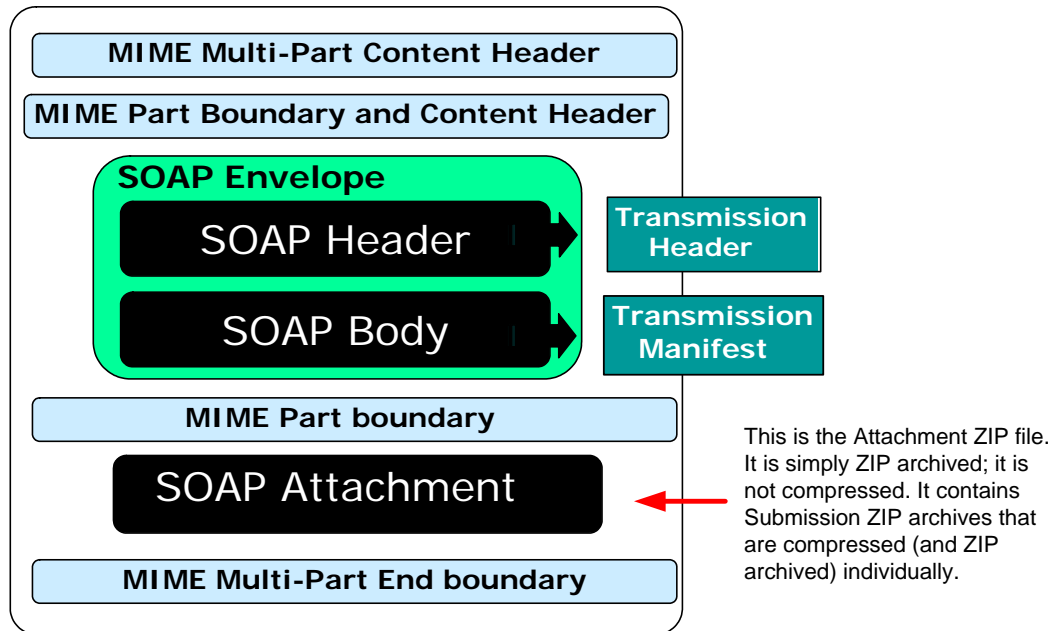 MIME Multi-Part Content Header
MIME Part Boundary and Content Header
SOAP Envelope
SOAP Header
Transmission
Header
SOAP Body
Transmission
Manifest
MIME Part boundary
SOAP Attachment
This is the Attachment ZIP file.
It is simply ZIP archived; it is
not compressed. It contains
Submission ZIP archives that
are compressed (and ZIP
archived) individually.
MIME Multi-Part End boundary